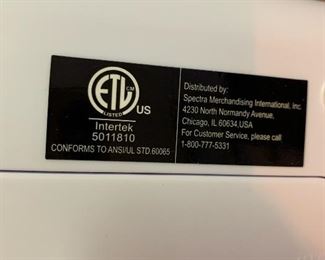 ETL CM
LISTED US
Intertek
5011810
CONFORMS TO ANSI/UL STD.60065
Distributed by:
Spectra Merchandising International, Inc.
4230 North Normandy Avenue,
Chicago, IL 60634.USA
For Customer Service, please call
1-800-777-5331